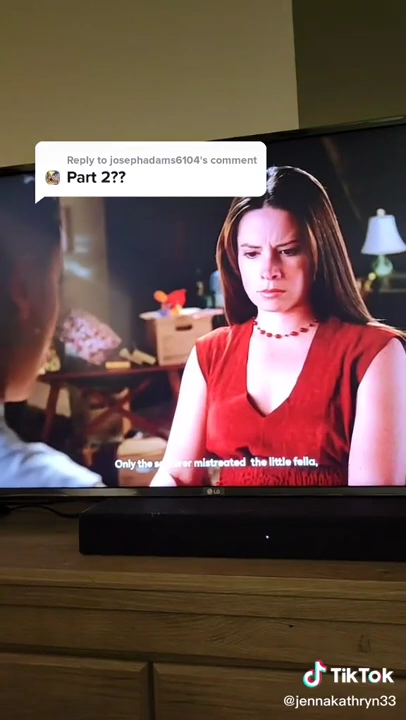 Reply to josephadams6104's comment
Part 2??
Only the mistreated the little fella,
LG
TikTok
@jennakathryn33